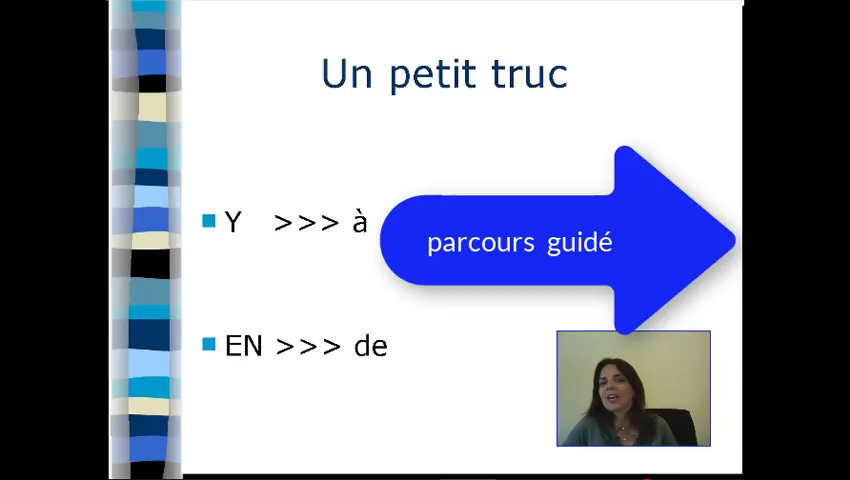 Un petit truc
Y >>> à
parcours guidé
EN >>> de